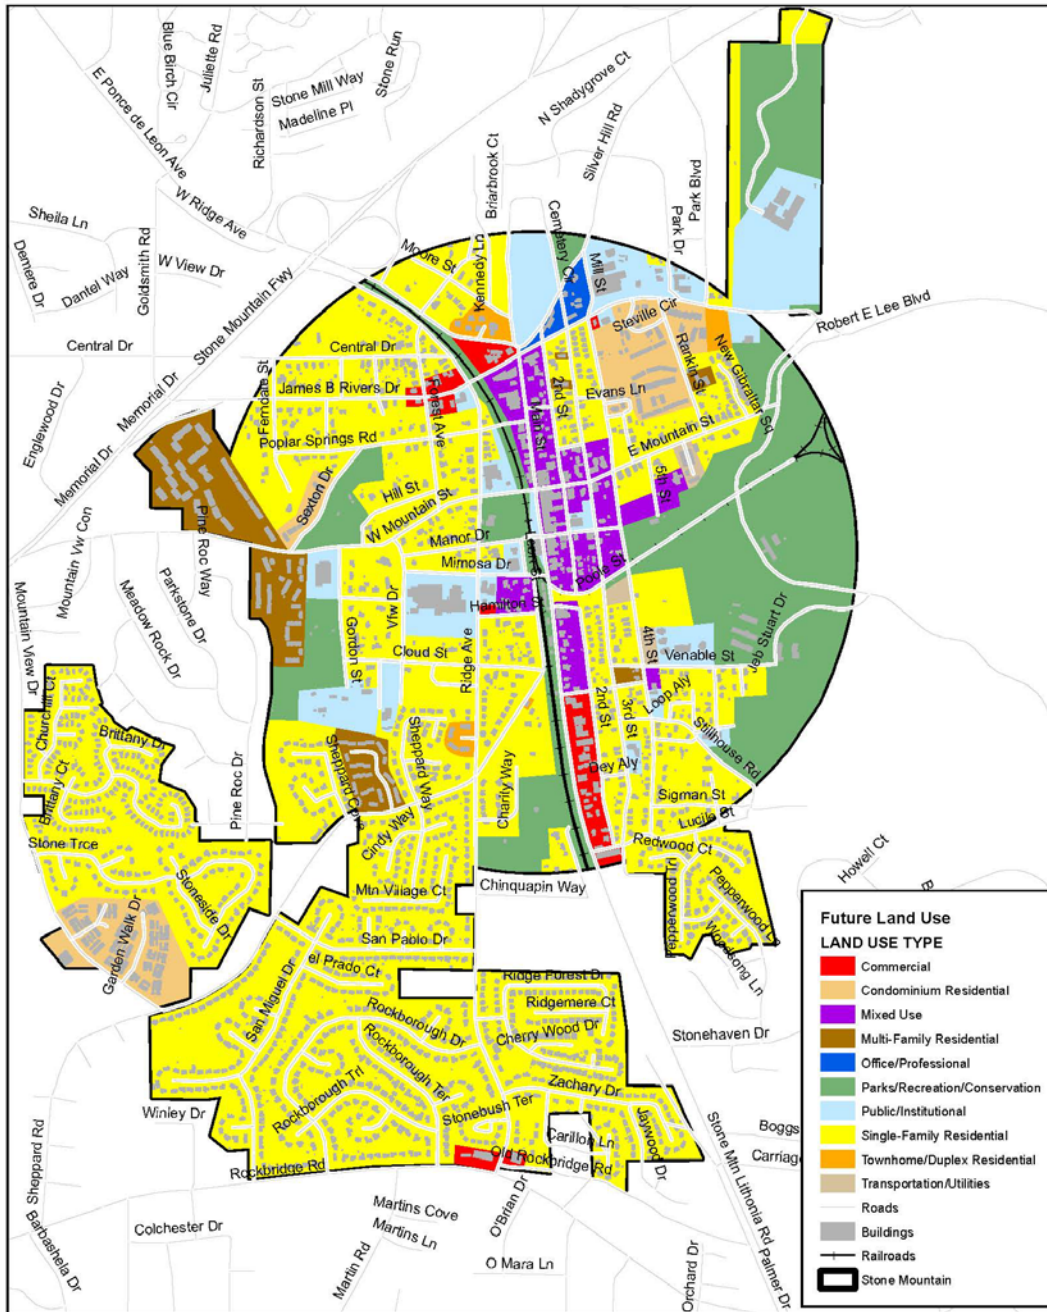 Blue Birch Cir
Juliette Rd
Stone Run
E Ponce de Leon Ave
Richardson St
Stone Mill Way
Madeline Pl
N Shadygrove Ct
Silver Hill Rd
Briarbrook Ct
Park Blvd
Park Dr
Cemetery Cir
W Ridge Ave
Sheila Ln
Demere Dr
Dantel Way
Goldsmith Rd
W View Dr
Moore St
Kennedy Ln
Mill St
Stone Mountain Fwy
Robert E Lee Blvd
Steville Cir
Central Dr
Central Dr
Rankin St
New Gibraltar Sq
Ferndale St
James B Rivers Dr
Forest Ave
2nd St
Main St
Evans Ln
Englewood Dr
Memorial Dr
Memorial Dr
Poplar Springs Rd
E Mountain St
Sexton Dr
Hill St
5th St
W Mountain St
Mountain Vw Con
Pine Roc Way
Manor Dr
Mimosa Dr
Leon S
Poole St
Parkstone Dr
Meadow Rock Dr
Vfw Dr
Hamilton St
Mountain View Dr
Gordon St
Cloud St
Ridge Ave
4th St
Venable St
Jeb Stuart Dr
Loop Aly
Churchill Ct
Brittany Dr
Brittany Ct
Sheppard Way
2nd St
3rd St
Stillhouse Rd
Pine Roc Dr
Sheppard Cove
Charity Way
Dey Aly
Sigman St
Lucile St
Cindy Way
Redwood Ct
Stone Trce
Stoneside Dr
Garden Walk Dr
Mtn Village Ct
Chinquapin Way
Pepperwood Trl
Pepperwood Ln
Woodsong Ln
Howell Ct
B
San Pablo Dr
el Prado Ct
San Miguel Dr
Ridge Forest Dr
Ridgemere Ct
Rockborough Dr
Cherry Wood Dr
Stonehaven Dr
Rockborough Trl
Rockborough Ter
Zachary Dr
Stonebush Ter
Winley Dr
Carillon Ln
Jaywood Dr
Boggs
Carriag
Old Rockbridge Rd
Rockbridge Rd
Stone Mtn Lithonia Rd
Sheppard Rd
Barbashela Dr
Colchester Dr
Martins Cove
Martins Ln
Martin Rd
O'Brian Dr
O Mara Ln
Orchard Dr
Palmer Dr
Future Land Use
LAND USE TYPE
Commercial
Condominium Residential
Mixed Use
Multi-Family Residential
Office/Professional
Parks/Recreation/Conservation
Public/Institutional
Single-Family Residential
Townhome/Duplex Residential
Transportation/Utilities
Roads
Buildings
Railroads
Stone Mountain